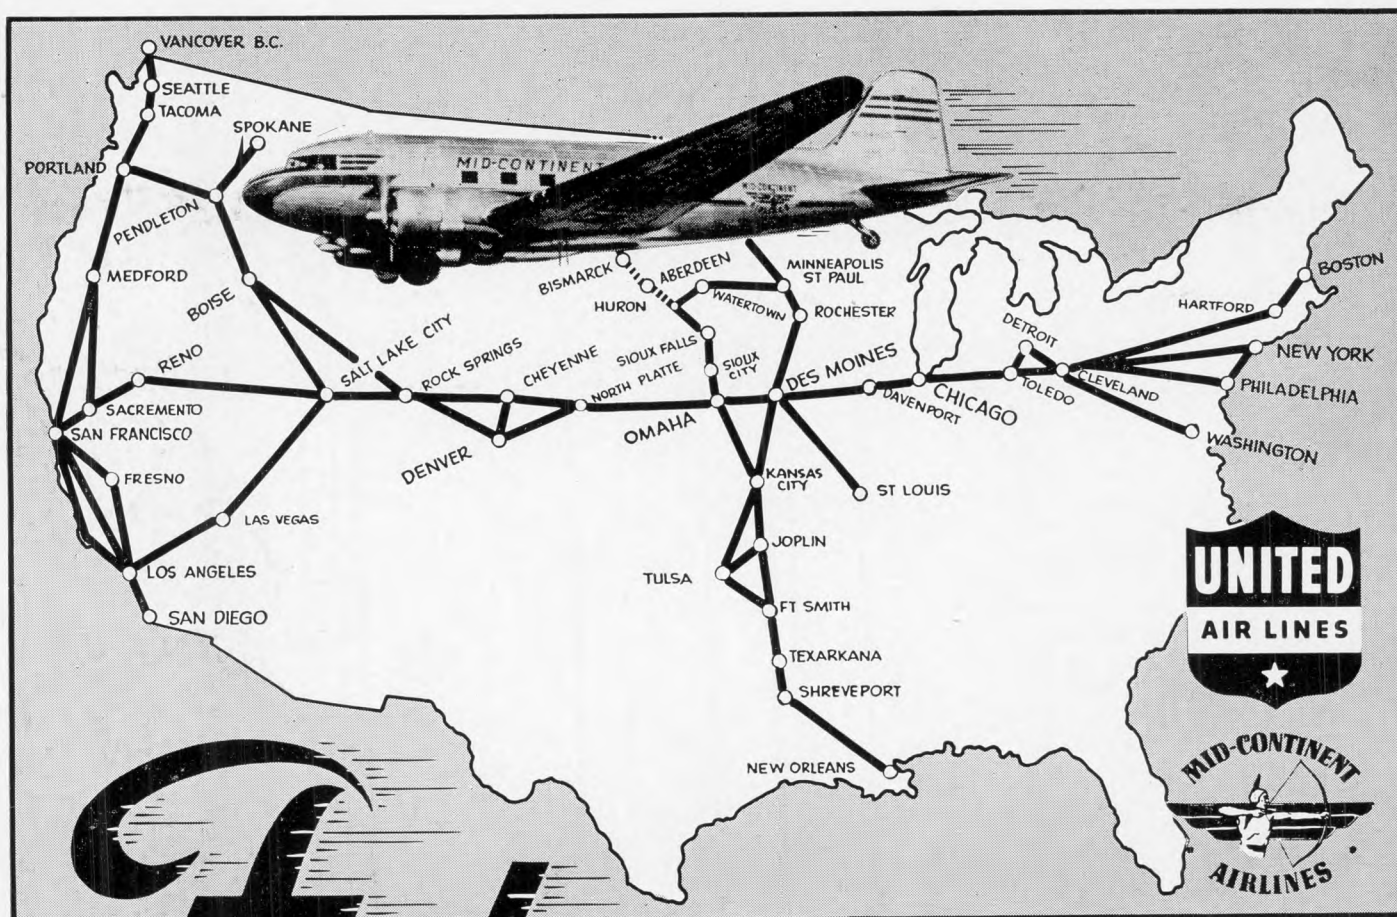 VANCOVER B.C.
SEATTLE
TACOMA
SPOKANE
PORTLAND
PENDLETON
MEDFORD
BOISE
RENO
SALT LAKE CITY
SACREMENTO
SAN FRANCISCO
FRESNO
LAS VEGAS
LOS ANGELES
SAN DIEGO
MID-CONTINENT
MID-CONTINENT
BISMARCK
ABERDEEN
HURON
WATERTOWN
MINNEAPOLIS
ST PAUL
ROCHESTER
SIOUX FALLS
SIOUX
CITY
ROCK SPRINGS
CHEYENNE
NORTH PLATTE
DENVER
OMAHA
DES MOINES
DAVENPORT
CHICAGO
DETROIT
TOLEDO
CLEVELAND
HARTFORD
BOSTON
NEW YORK
PHILADELPHIA
WASHINGTON
KANSAS
CITY
ST LOUIS
JOPLIN
TULSA
FT SMITH
TEXARKANA
SHREVEPORT
NEW ORLEANS
UNITED
AIR LINES
MID-CONTINENT
AIRLINES